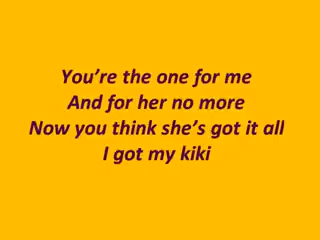 You’re the one for me
And for her no more
Now you think she’s got it all
I got my kiki